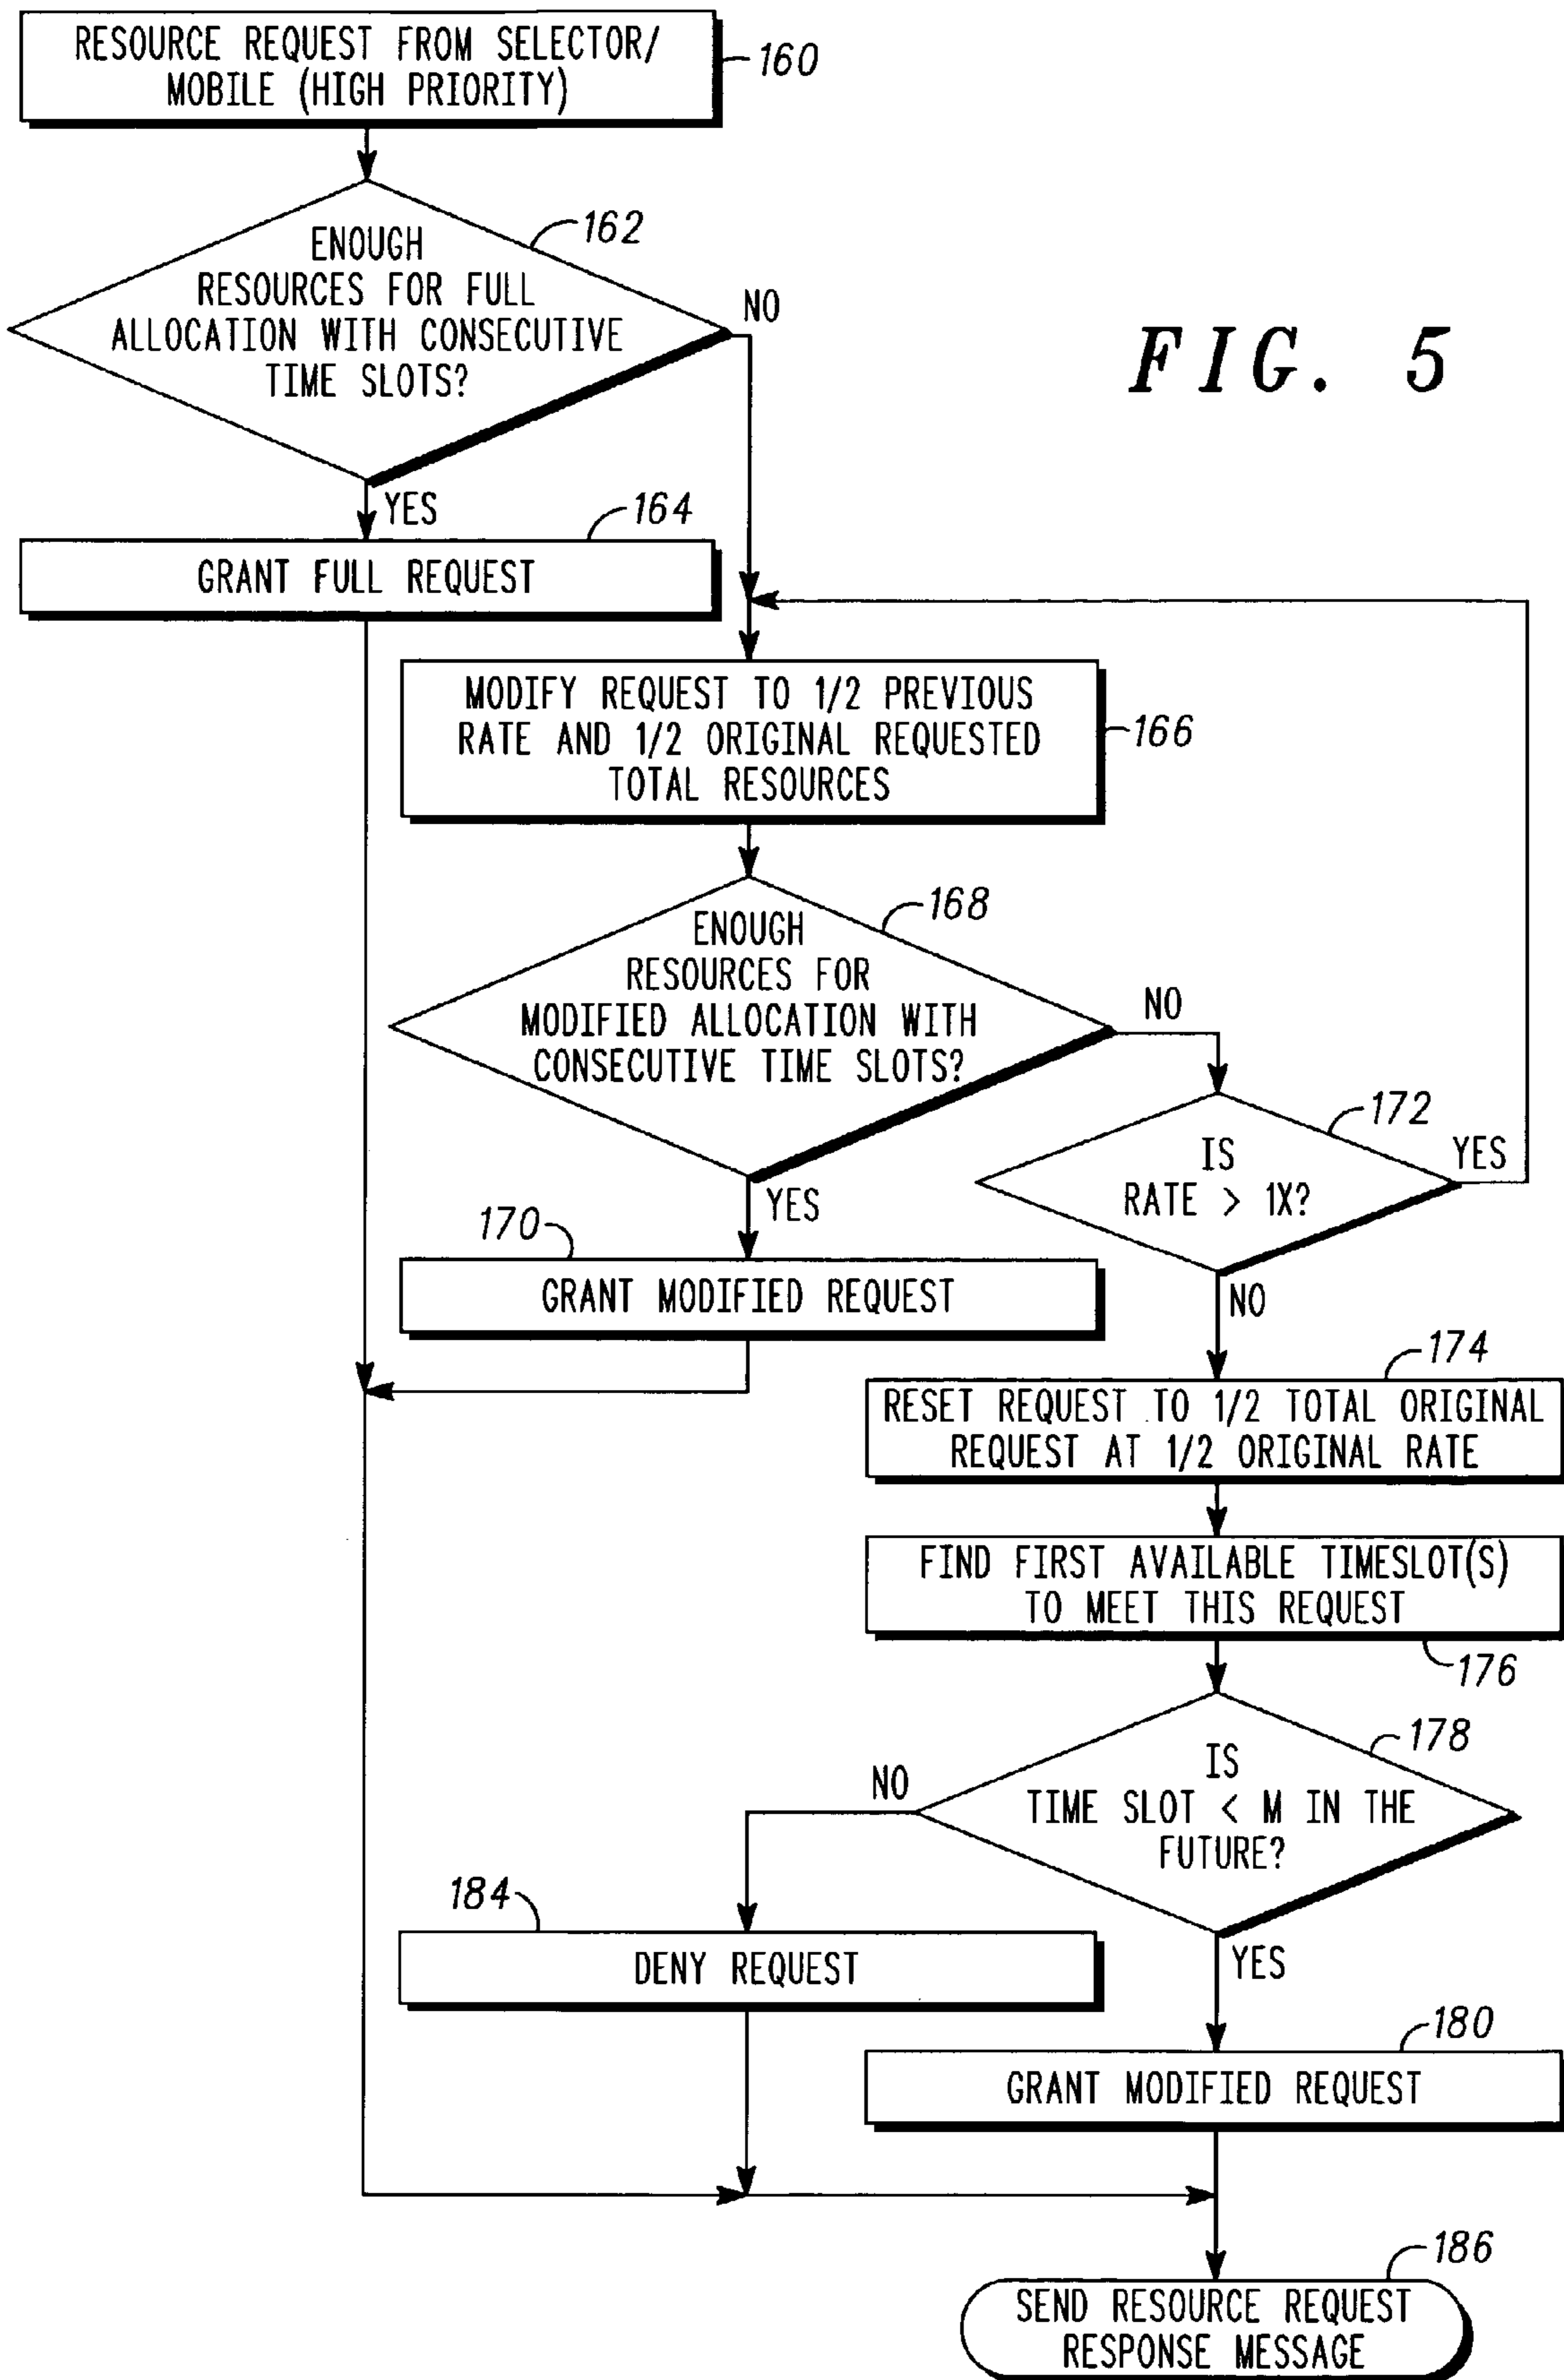 RESOURCE REQUEST FROM SELECTOR/
MOBILE (HIGH PRIORITY)
160
162
ENOUGH
RESOURCES FOR FULL
ALLOCATION WITH CONSECUTIVE
TIME SLOTS?
NO
FIG. 5
YES
164
GRANT FULL REQUEST
MODIFY REQUEST TO 1/2 PREVIOUS
RATE AND 1/2 ORIGINAL REQUESTED
TOTAL RESOURCES
166
168
ENOUGH
RESOURCES FOR
MODIFIED ALLOCATION WITH
CONSECUTIVE TIME SLOTS?
NO
172
IS
RATE > 1X?
YES
YES
170
GRANT MODIFIED REQUEST
NO
174
RESET REQUEST TO 1/2 TOTAL ORIGINAL
REQUEST AT 1/2 ORIGINAL RATE
FIND FIRST AVAILABLE TIMESLOT(S)
TO MEET THIS REQUEST
176
178
IS
TIME SLOT < M IN THE
FUTURE?
NO
184
DENY REQUEST
YES
180
GRANT MODIFIED REQUEST
186
SEND RESOURCE REQUEST
RESPONSE MESSAGE